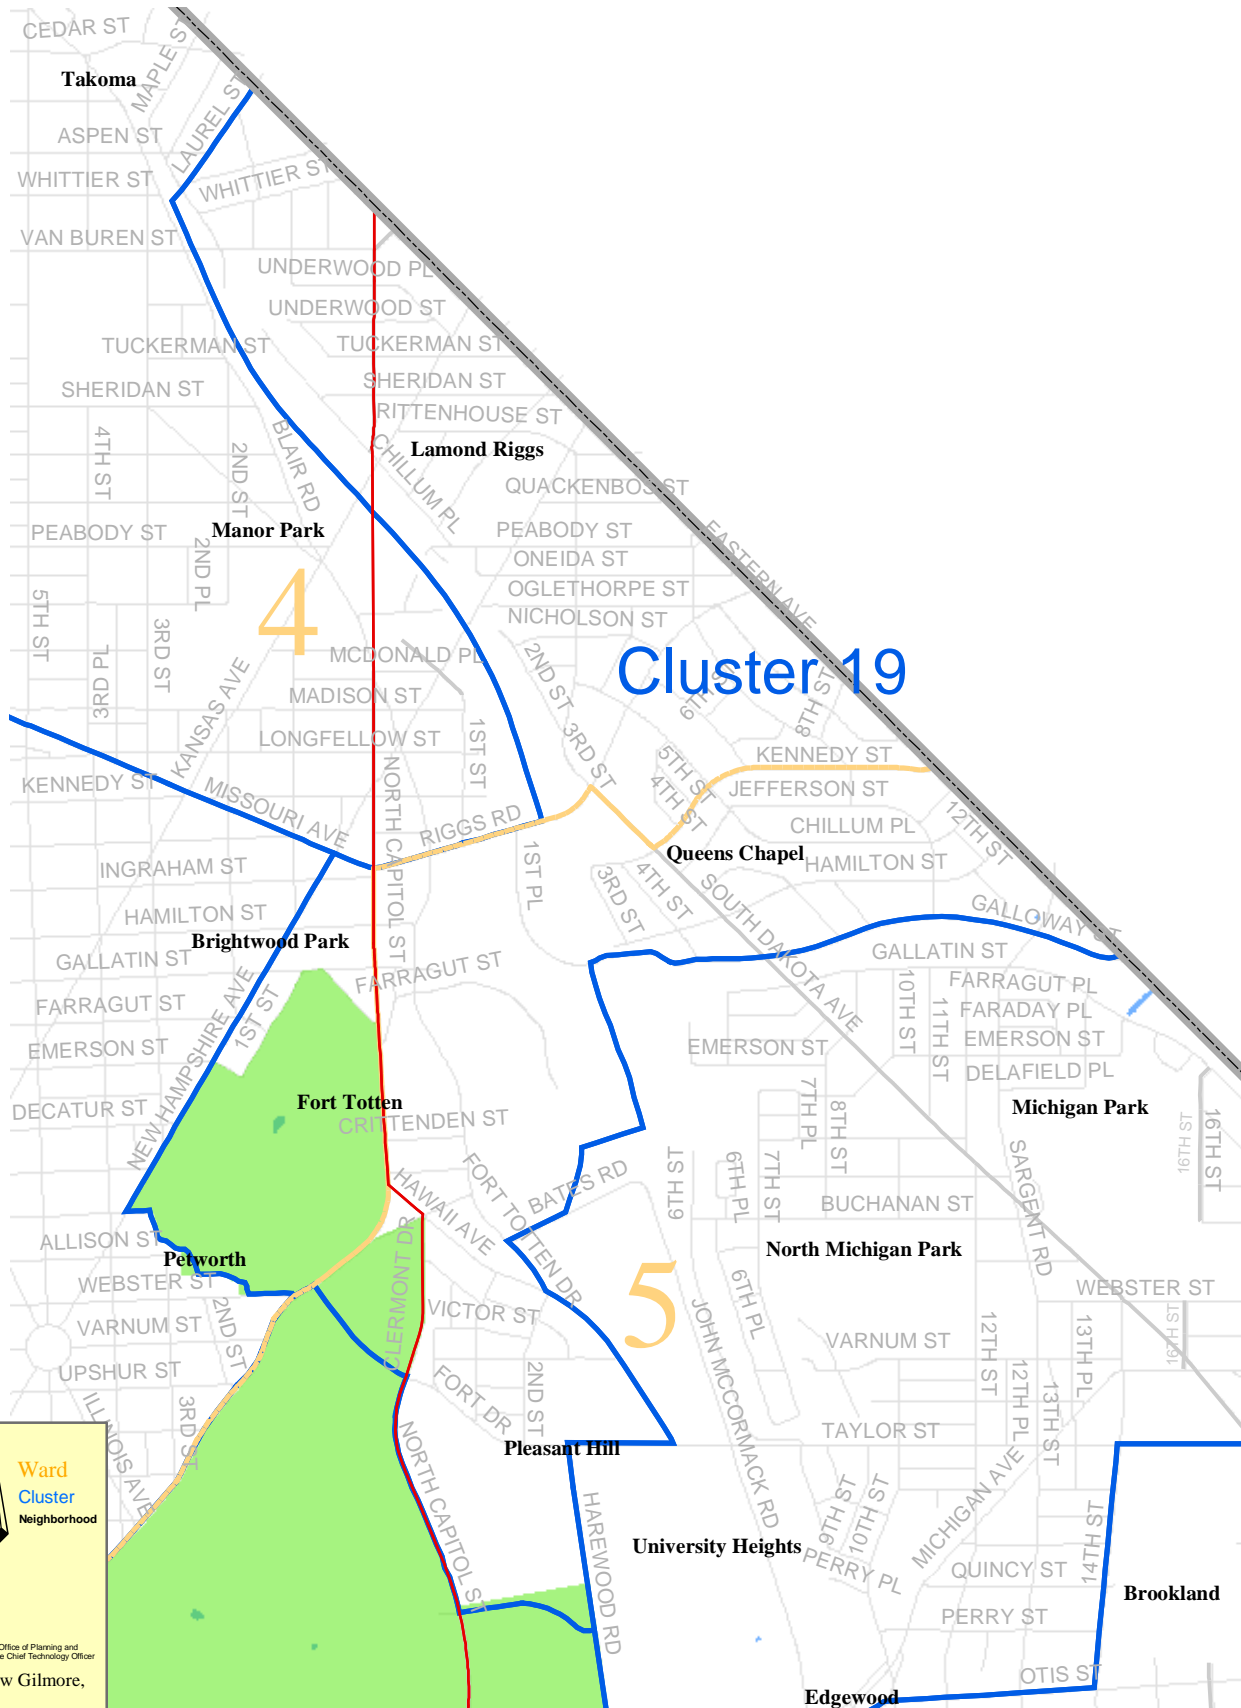 CEDAR ST
MAPLE ST
Takoma
LAUREL ST
ASPEN ST
WHITTIER ST
WHITTIER ST
VAN BUREN ST
UNDERWOOD PL
UNDERWOOD ST
TUCKERMAN ST
TUCKERMAN ST
SHERIDAN ST
SHERIDAN ST
RITTENHOUSE ST
4TH ST
2ND ST
BLAIR RD
CHILLUM PL
Lamond Riggs
QUACKENBOS ST
PEABODY ST
Manor Park
PEABODY ST
EASTERN AVE
2ND PL
ONEIDA ST
4
OGLETHORPE ST
NICHOLSON ST
5TH ST
3RD PL
3RD ST
KANSAS AVE
MCDONALD PL
2ND ST
Cluster 19
6TH ST
8TH ST
MADISON ST
LONGFELLOW ST
1ST ST
3RD ST
5TH ST
4TH ST
KENNEDY ST
KENNEDY ST
MISSOURI AVE
NORTH CAPITOL ST
RIGGS RD
JEFFERSON ST
12TH ST
CHILLUM PL
Queens Chapel
HAMILTON ST
INGRAHAM ST
1ST PL
3RD ST
4TH ST
SOUTH DAKOTA AVE
GALLOWAY ST
HAMILTON ST
Brightwood Park
GALLATIN ST
GALLATIN ST
FARRAGUT ST
FARRAGUT ST
NEW HAMPSHIRE AVE
1ST ST
10TH ST
11TH ST
FARRAGUT PL
FARADAY PL
EMERSON ST
EMERSON ST
EMERSON ST
DELAFIELD PL
Fort Totten
DECATUR ST
CRITTENDEN ST
7TH PL
8TH ST
Michigan Park
16TH ST
16TH ST
SARGENT RD
HAWAII AVE
FORT TOTTEN DR
BATES RD
9TH ST
6TH PL
7TH ST
BUCHANAN ST
ALLISON ST
Petworth
North Michigan Park
WEBSTER ST
WEBSTER ST
CLERMONT DR
5
JOHN MCCORMACK RD
6TH PL
VARNUM ST
2ND ST
VICTOR ST
VARNUM ST
12TH ST
13TH PL
16TH ST
UPSHUR ST
ILLINOIS AVE
3RD ST
FORT DR
2ND ST
12TH PL
13TH ST
Pleasant Hill
TAYLOR ST
NORTH CAPITOL ST
HAREWOOD RD
MICHIGAN AVE
9TH ST
10TH ST
14TH ST
Ward
Cluster
Neighborhood
University Heights
PERRY PL
QUINCY ST
Brookland
PERRY ST
Office of Planning and
e Chief Technology Officer
w Gilmore,
OTIS ST
Edgewood